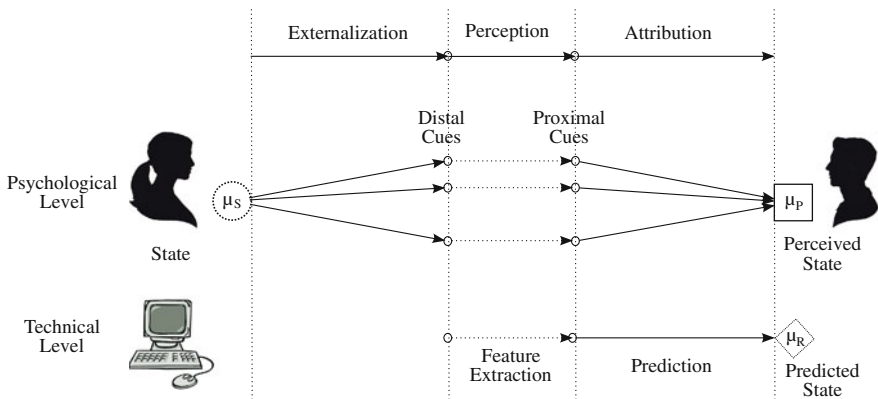 Externalization
Perception
Attribution
Distal
Cues
Proximal
Cues
Psychological
Level
μS
μP
State
Perceived
State
Technical
Level
μR
Feature
Extraction
Prediction
Predicted
State